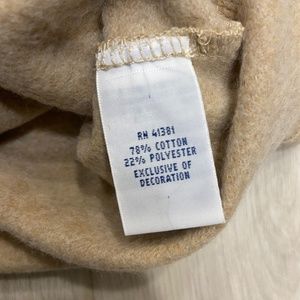 RN 41381
78% COTTON
22% POLYESTER
EXCLUSIVE OF
DECORATION